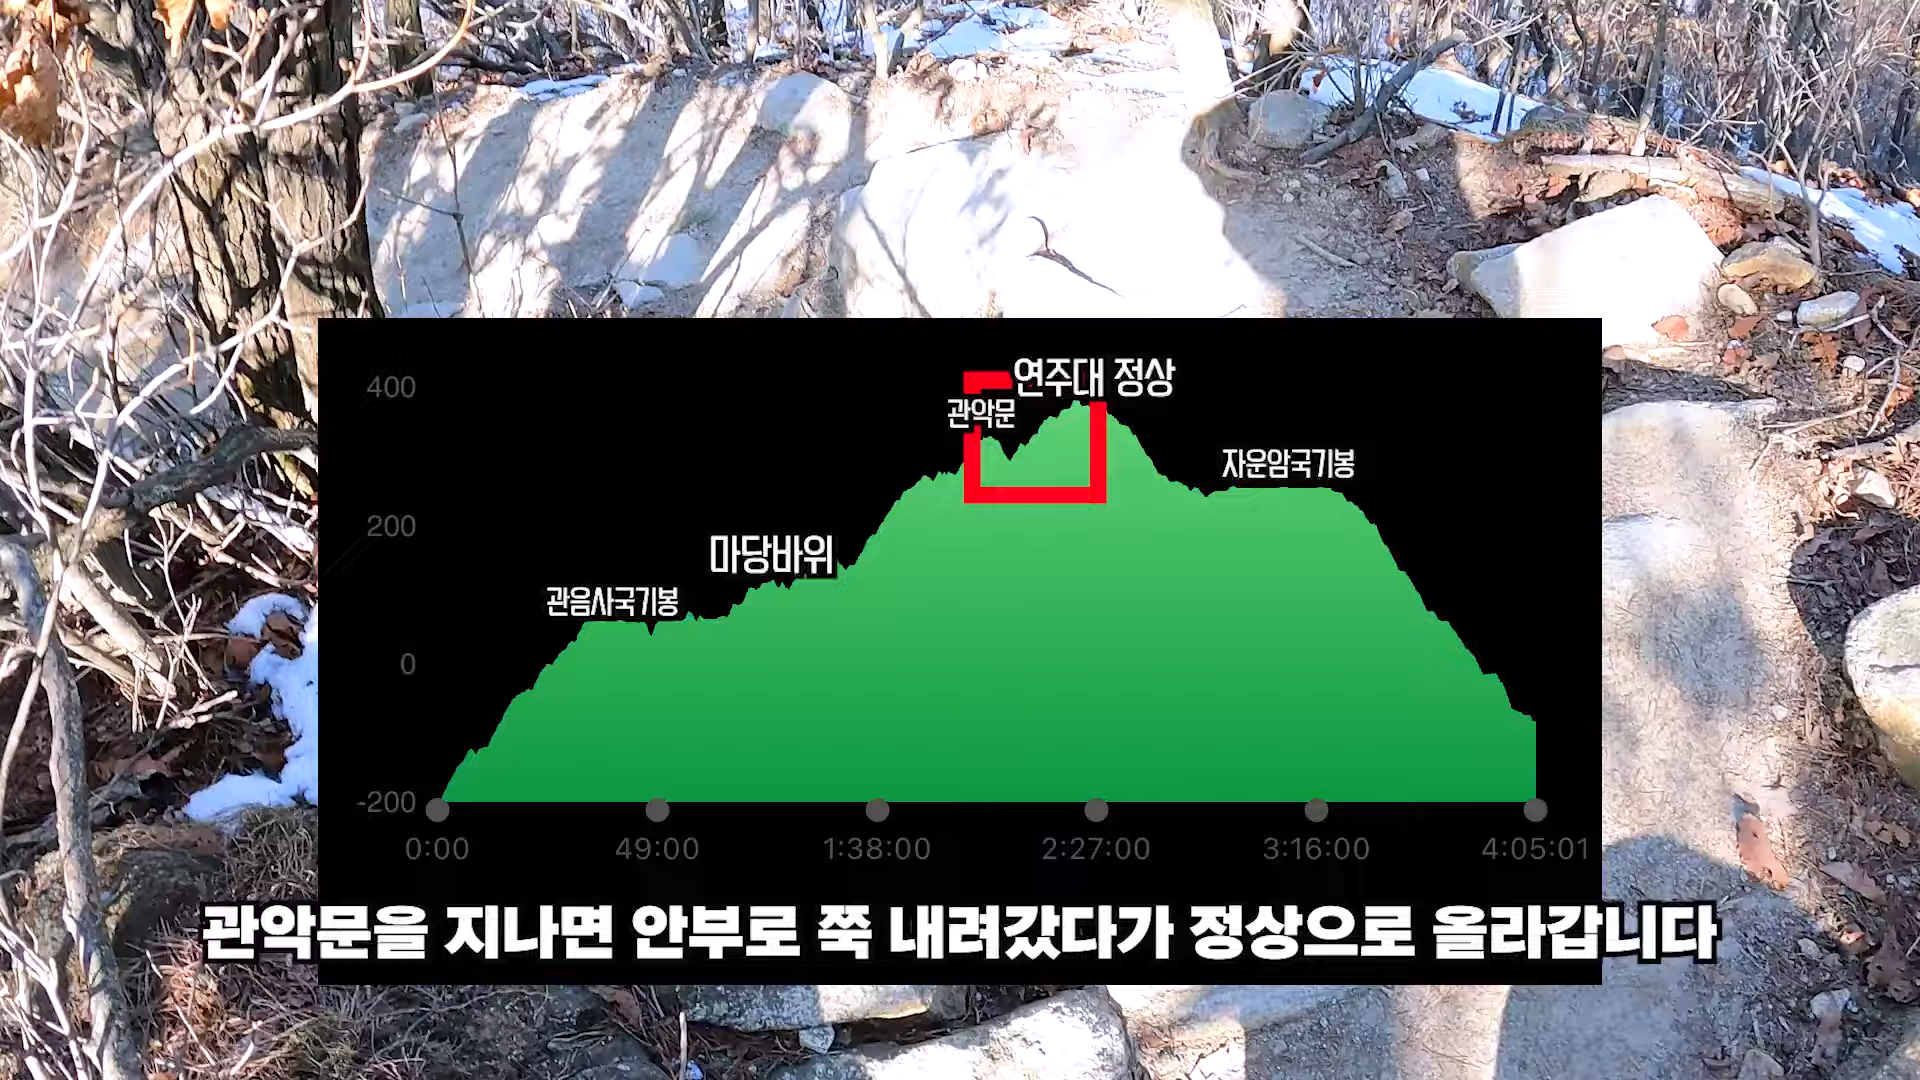 400
연주대 정상
관악문
자운암국기봉
200
마당바위
관음사국기봉
0
-200
0:00 49:00 1:38:00 2:27:00 3:16:00 4:05:01
관악문을 지나면 안부로 쭉 내려갔다가 정상으로 올라갑니다